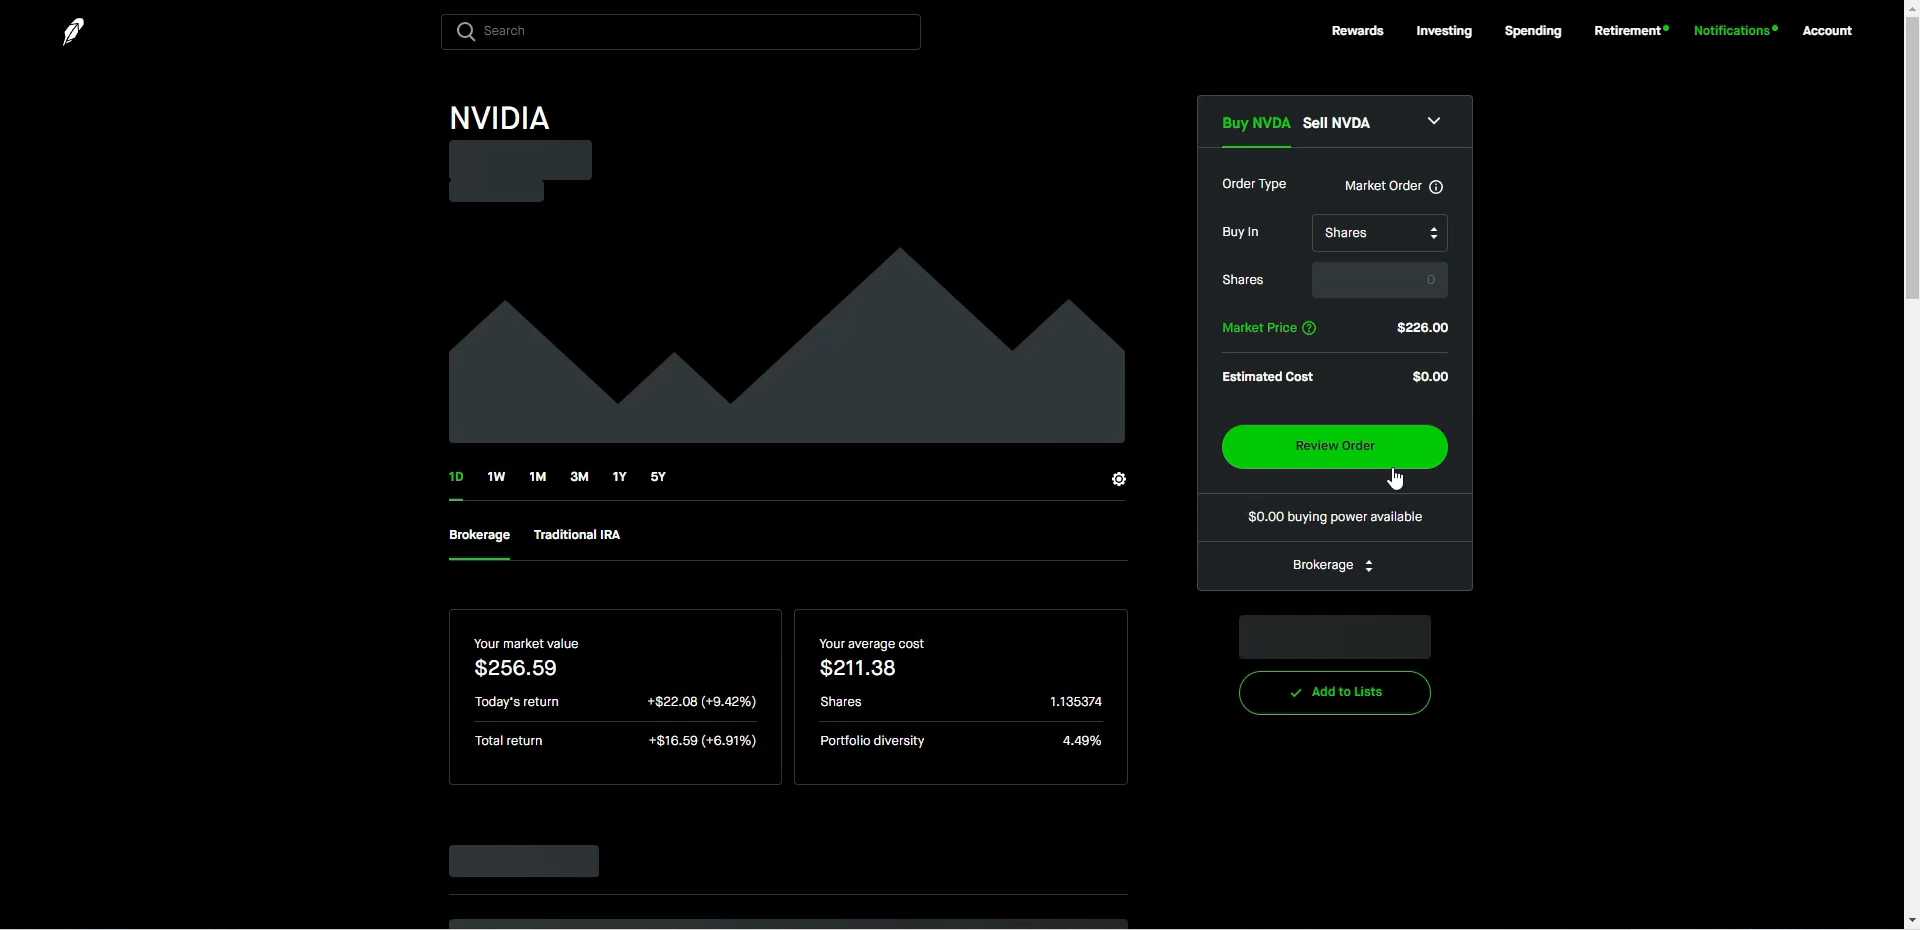 Search
Rewards
Investing
Spending
Retirement
Notifications
Account
NVIDIA
1D 1W 1M 3M 1Y 5Y
Brokerage Traditional IRA
Your market value
$256.59
Today's return +$22.08 (+9.42%)
Total return +$16.59 (+6.91%)
Your average cost
$211.38
Shares 1.135374
Portfolio diversity 4.49%
Buy NVDA Sell NVDA
Order Type Market Order
Buy In Shares
Shares 0
Market Price $226.00
Estimated Cost $0.00
Review Order
$0.00 buying power available
Brokerage
Add to Lists